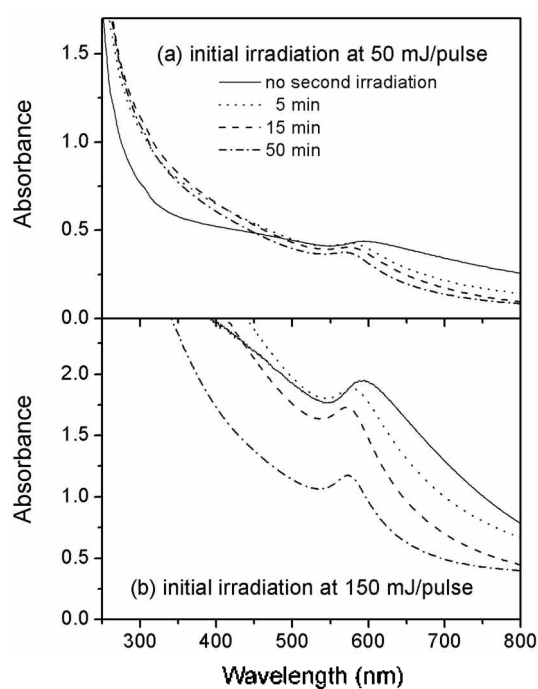 (a) initial irradiation at 50 mJ/pulse
no second irradiation
5 min
15 min
50 min
Absorbance
1.5
1.0
0.5
0.0
(b) initial irradiation at 150 mJ/pulse
Absorbance
2.0
1.5
1.0
0.5
0.0
300 400 500 600 700 800
Wavelength (nm)